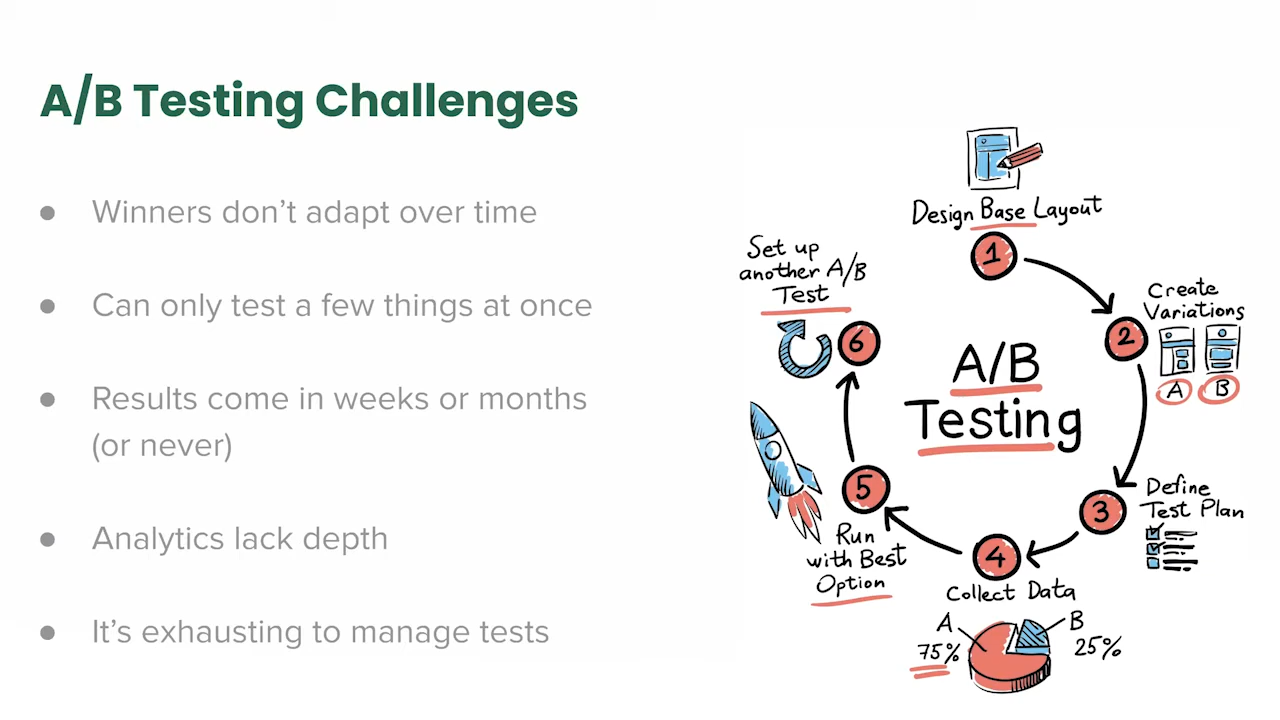 A/B Testing Challenges
● Winners don’t adapt over time
● Can only test a few things at once
● Results come in weeks or months
(or never)
● Analytics lack depth
● It’s exhausting to manage tests
A/B
Testing
Design Base Layout
1
Create
Variations
2
A B
Define
Test Plan
3
4
Collect Data
A
75%
B
25%
5
Run
with Best
Option
Set up
another A/B
Test
6